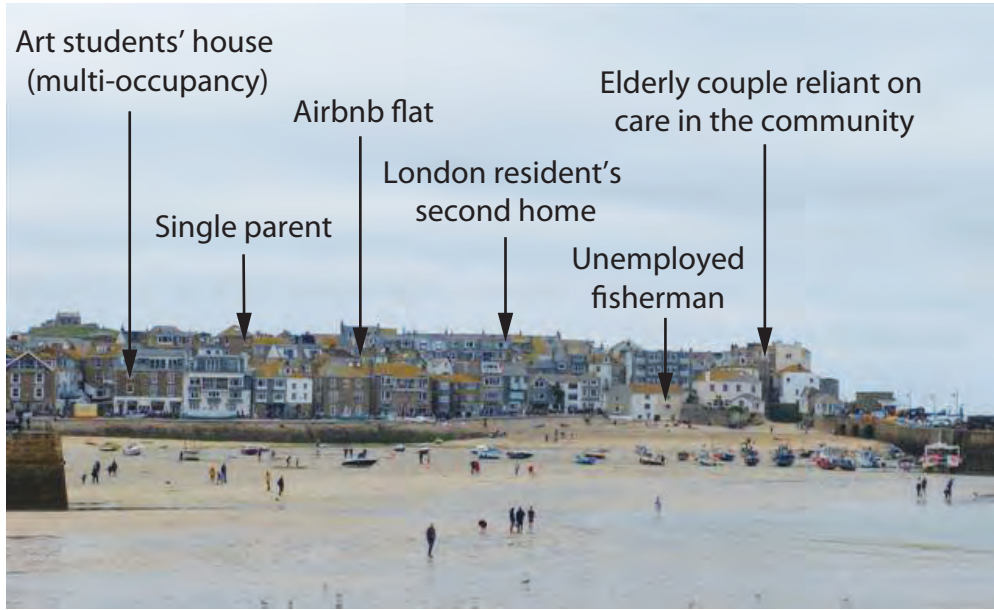 Art students’ house
(multi-occupancy)
Single parent
Airbnb flat
London resident’s
second home
Unemployed
fisherman
Elderly couple reliant on
care in the community